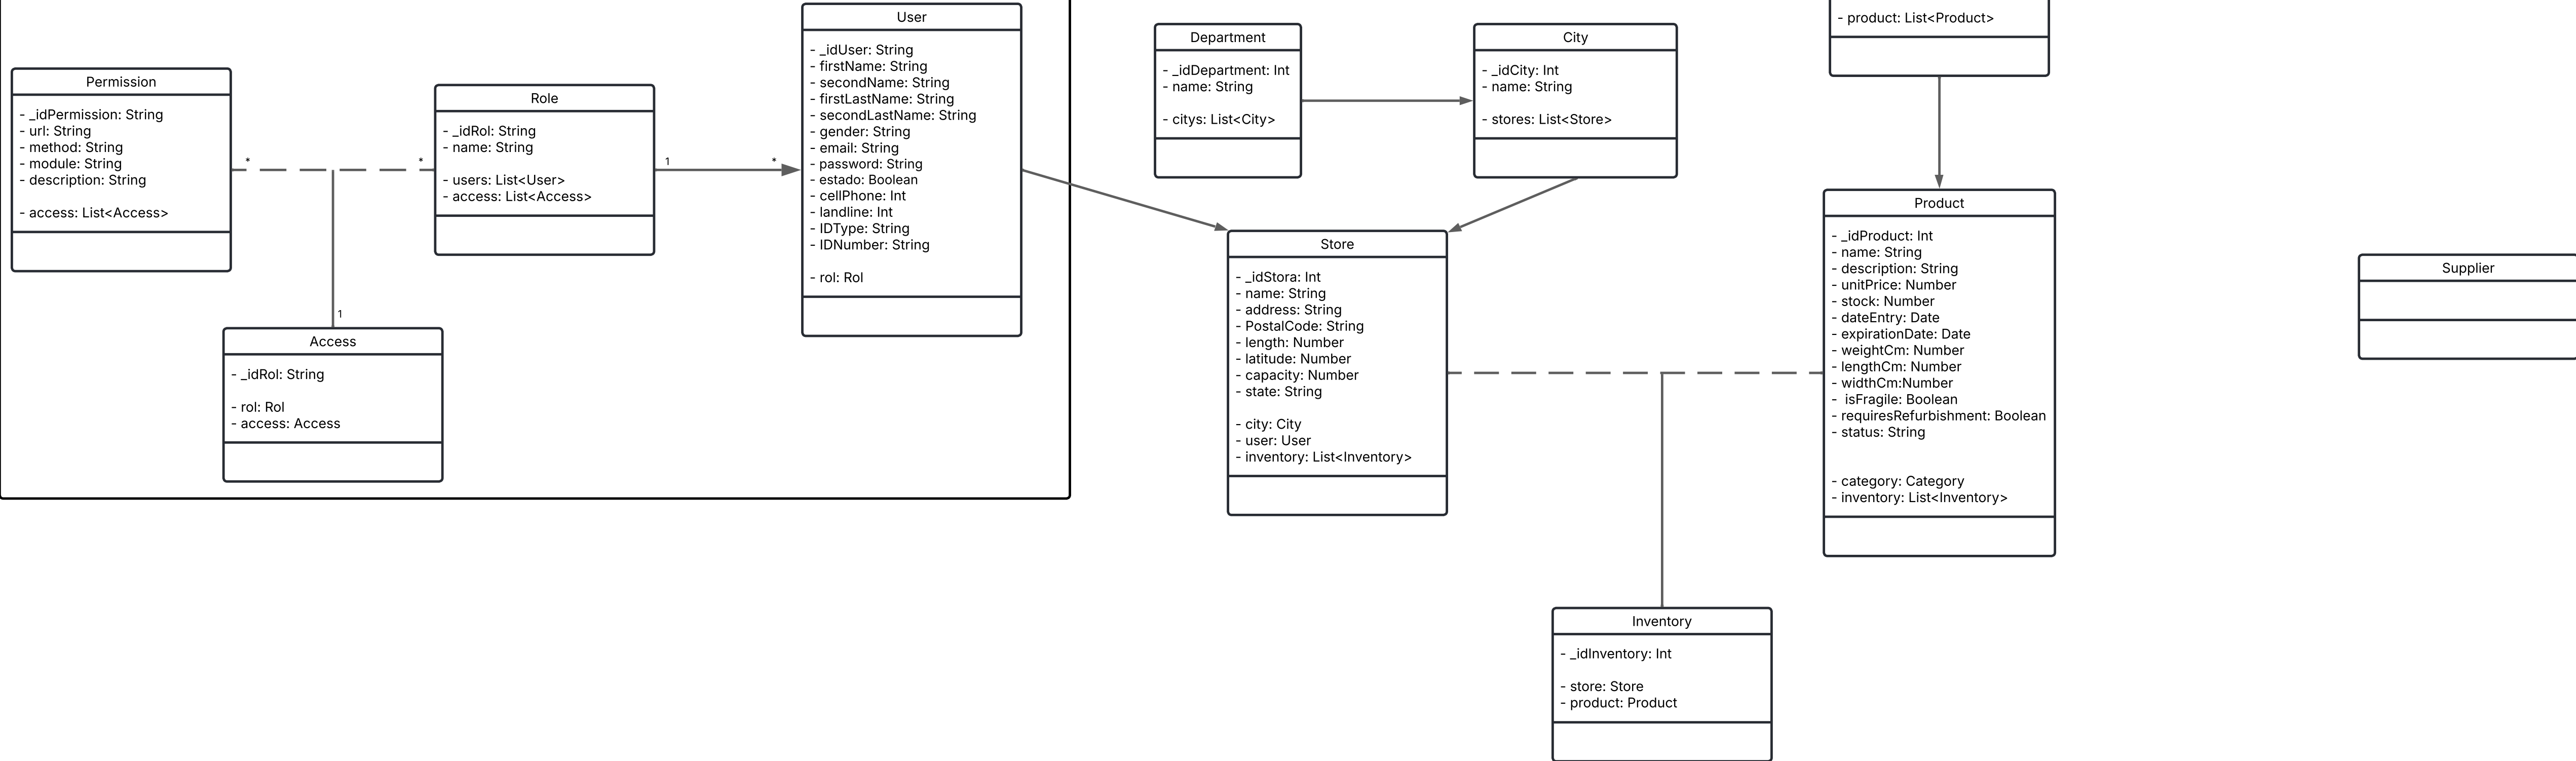 Permission
- _idPermission: String
- url: String
- method: String
- module: String
- description: String
- access: List<Access>
*
*
Role
- _idRol: String
- name: String
- users: List<User>
- access: List<Access>
1
*
1
Access
- _idRol: String
- rol: Rol
- access: Access
User
- _idUser: String
- firstName: String
- secondName: String
- firstLastName: String
- secondLastName: String
- gender: String
- email: String
- password: String
- estado: Boolean
- cellPhone: Int
- landline: Int
- IDType: String
- IDNumber: String
- rol: Rol
Department
- _idDepartment: Int
- name: String
- citys: List<City>
City
- _idCity: Int
- name: String
- stores: List<Store>
Store
- _idStora: Int
- name: String
- address: String
- PostalCode: String
- length: Number
- latitude: Number
- capacity: Number
- state: String
- city: City
- user: User
- inventory: List<Inventory>
- product: List<Product>
Product
- _idProduct: Int
- name: String
- description: String
- unitPrice: Number
- stock: Number
- dateEntry: Date
- expirationDate: Date
- weightCm: Number
- lengthCm: Number
- widthCm:Number
-  isFragile: Boolean
- requiresRefurbishment: Boolean
- status: String
- category: Category
- inventory: List<Inventory>
Inventory
- _idInventory: Int
- store: Store
- product: Product
Supplier